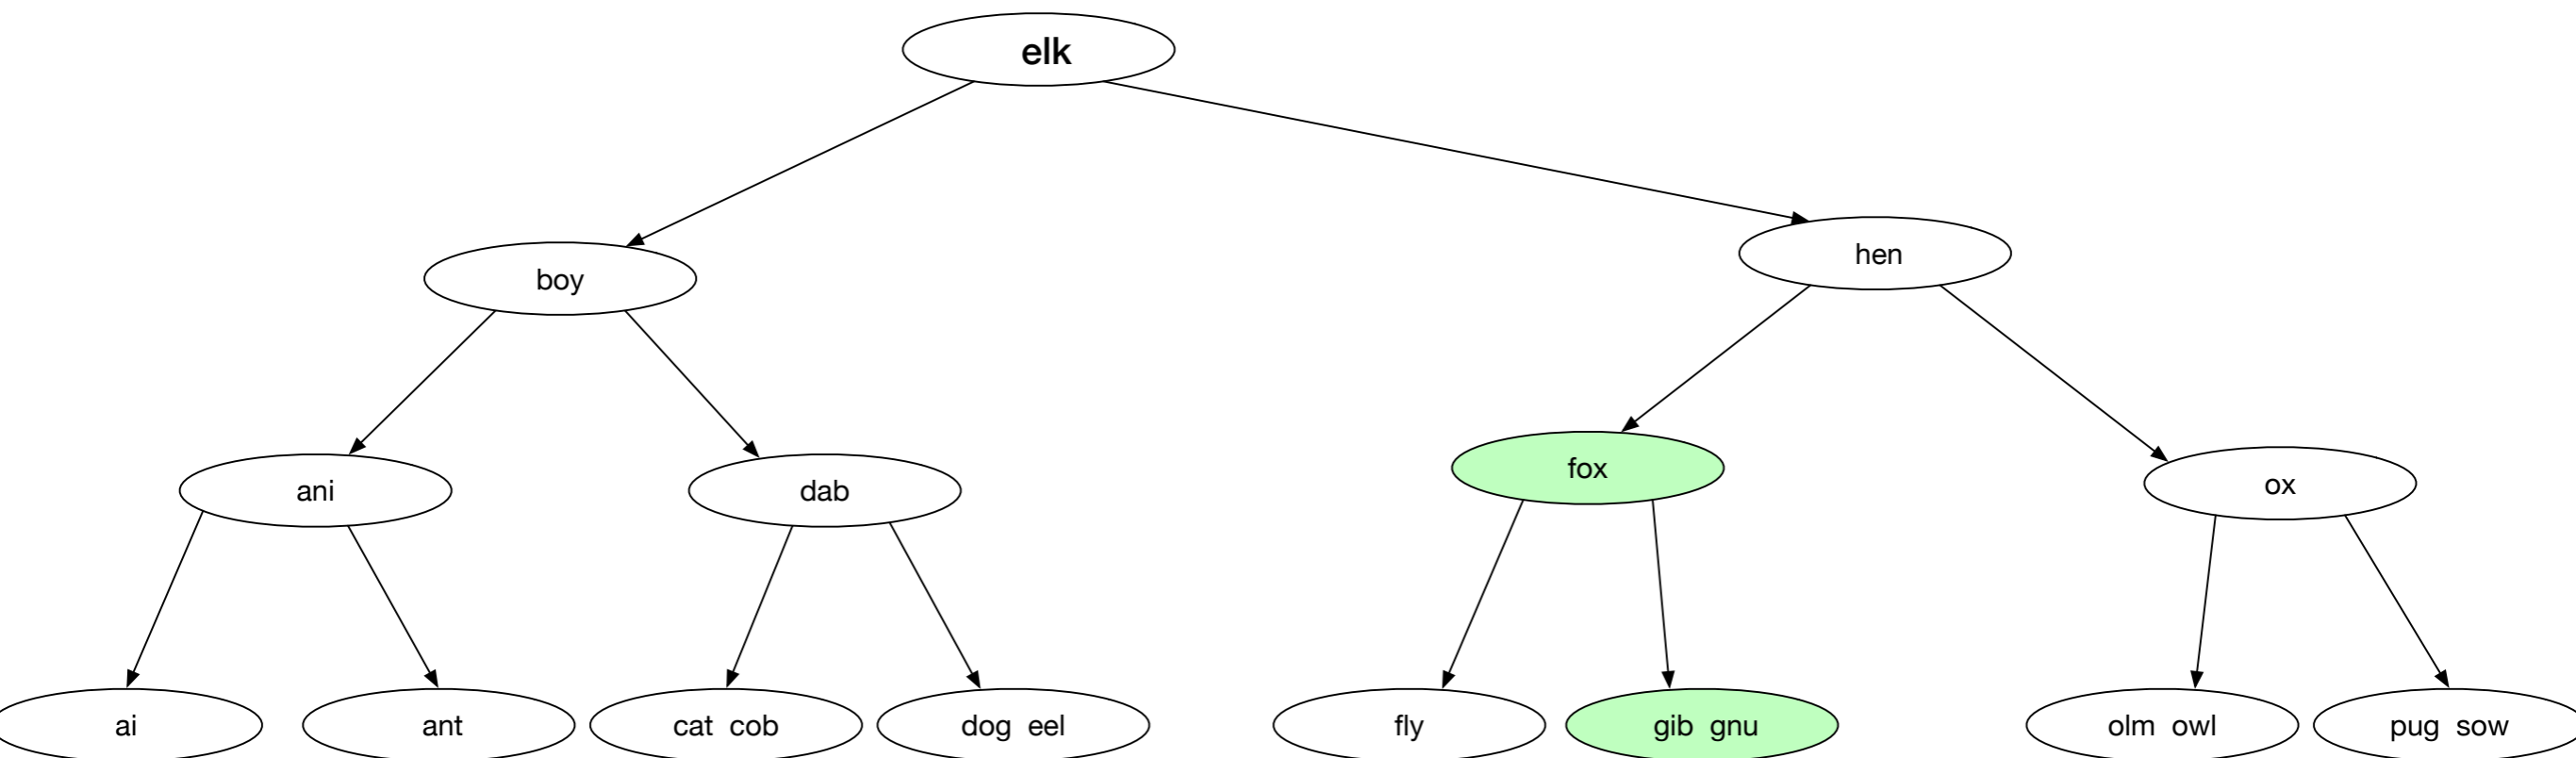 elk
boy
hen
ani
dab
fox
ox
ai
ant
cat cob
dog eel
fly
gib gnu
olm owl
pug sow